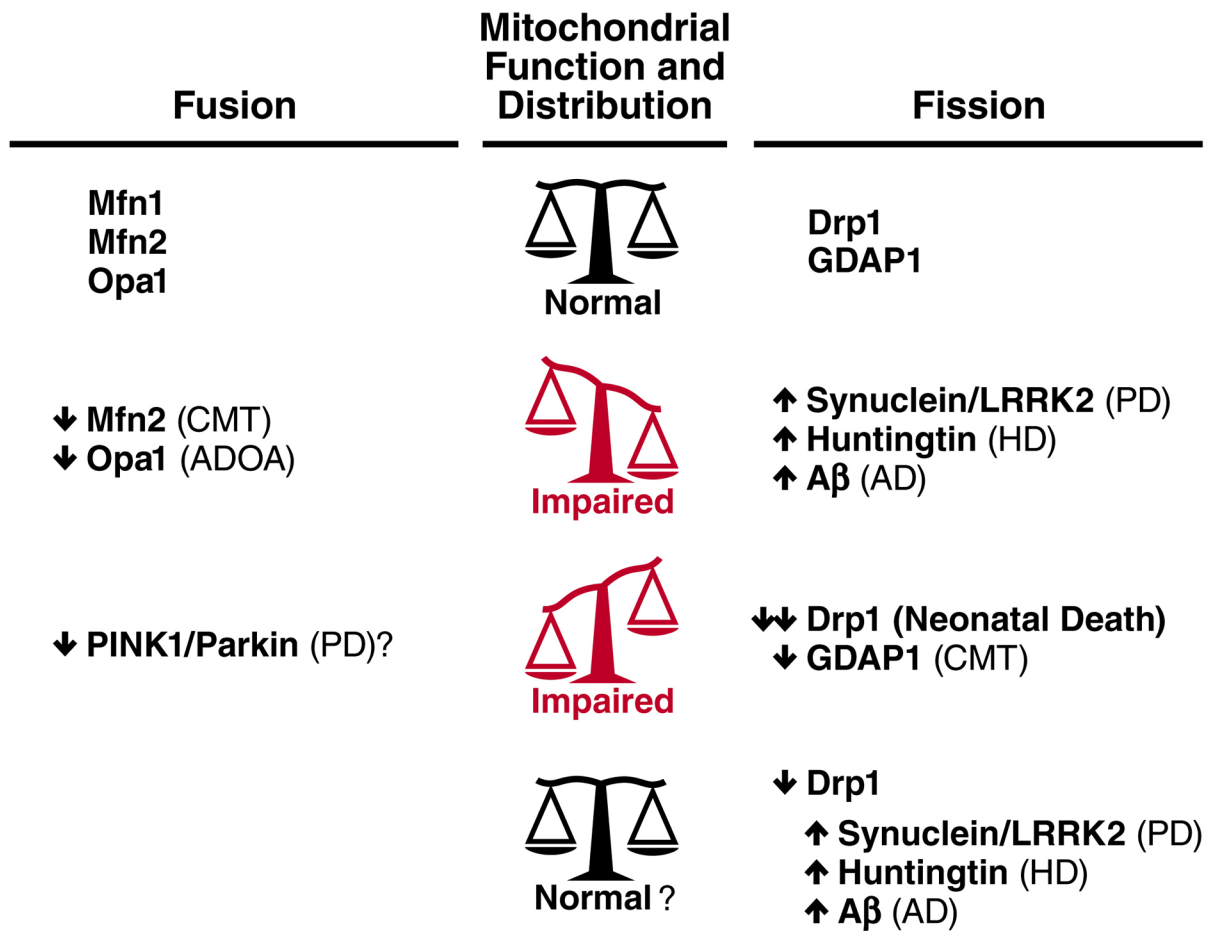 Fusion
Mitochondrial
Function and
Distribution
Fission
Mfn1
Mfn2
Opa1
Normal
Drp1
GDAP1
↓ Mfn2 (CMT)
↓ Opa1 (ADOA)
Impaired
↑ Synuclein/LRRK2 (PD)
↑ Huntingtin (HD)
↑ Aβ (AD)
↓ PINK1/Parkin (PD)?
Impaired
↓↓ Drp1 (Neonatal Death)
↓ GDAP1 (CMT)
Normal ?
↓ Drp1
↑ Synuclein/LRRK2 (PD)
↑ Huntingtin (HD)
↑ Aβ (AD)